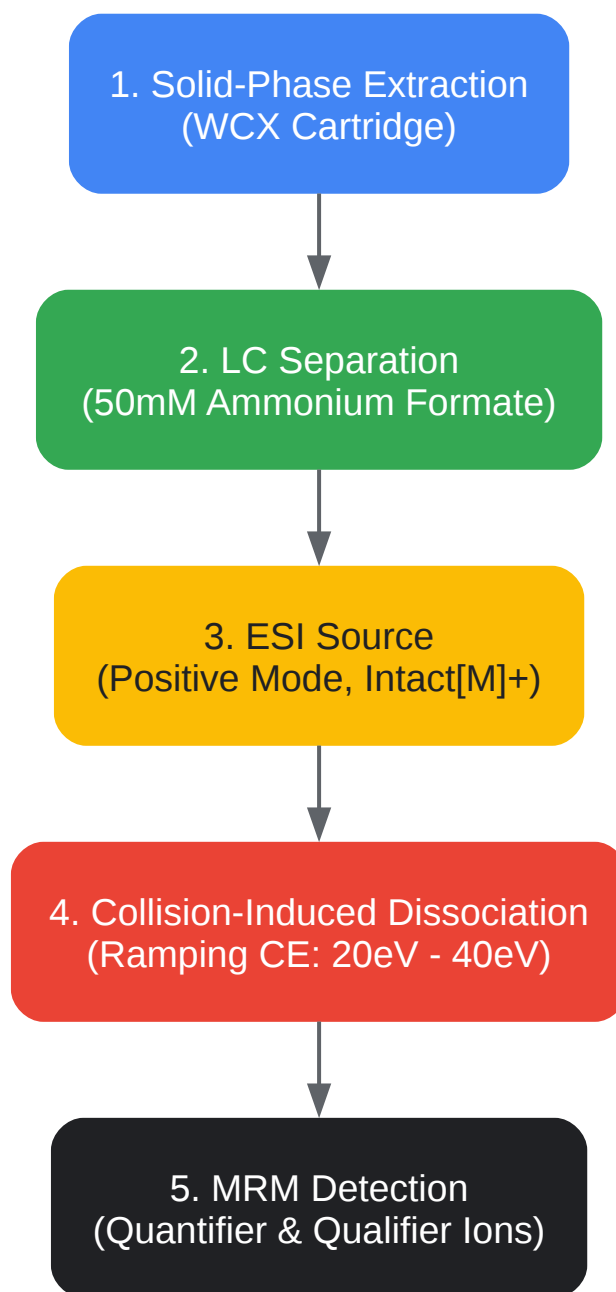 1. Solid-Phase Extraction
(WCX Cartridge)
2. LC Separation
(50mM Ammonium Formate)
3. ESI Source
(Positive Mode, Intact[M]+)
4. Collision-Induced Dissociation
(Ramping CE: 20eV - 40eV)
5. MRM Detection
(Quantifier & Qualifier Ions)